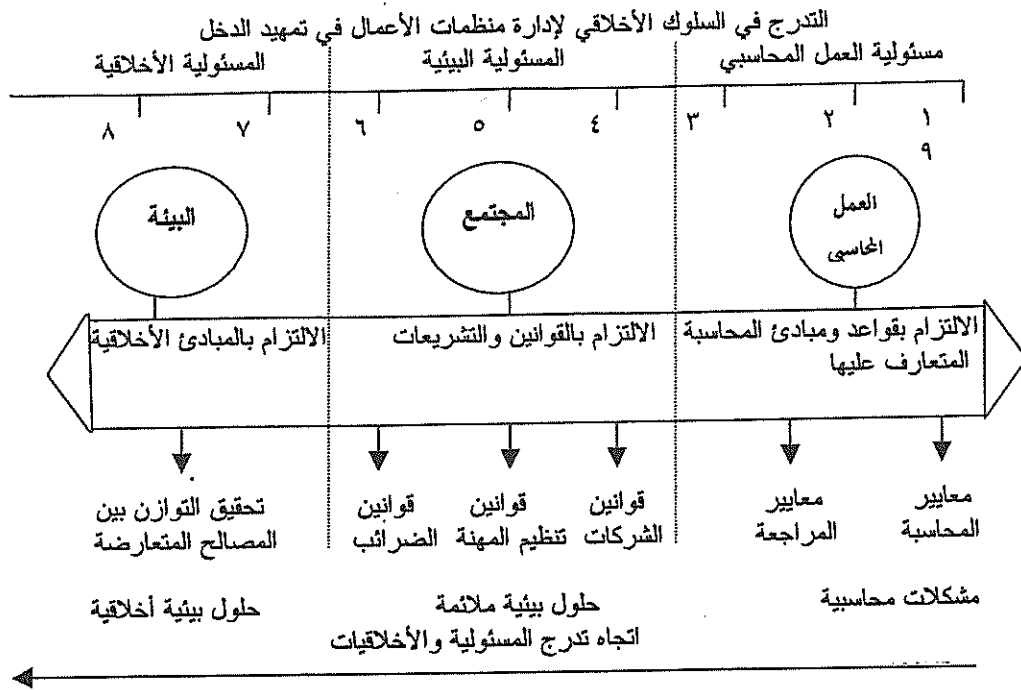 التدرج في السلوك الأخلاقي لإدارة منظمات الأعمال في تمهيد الدخل
مسئولية العمل المحاسبي المسئولية البيئية المسئولية الأخلاقية
١ ٢ ٣ ٤ ٥ ٦ ٧ ٨
٩
العمل
المحاسبى
المجتمع
البيئة
الالتزام بقواعد ومبادئ المحاسبة
المتعارف عليها
الالتزام بالقوانين والتشريعات
الالتزام بالمبادئ الأخلاقية
معايير
المحاسبة
معايير
المراجعة
قوانين
الشركات
قوانين
تنظيم المهنة
قوانين
الضرائب
تحقيق التوازن بين
المصالح المتعارضة
مشكلات محاسبية
حلول بيئية ملائمة
حلول بيئية أخلاقية
اتجاه تدرج المسئولية والأخلاقيات